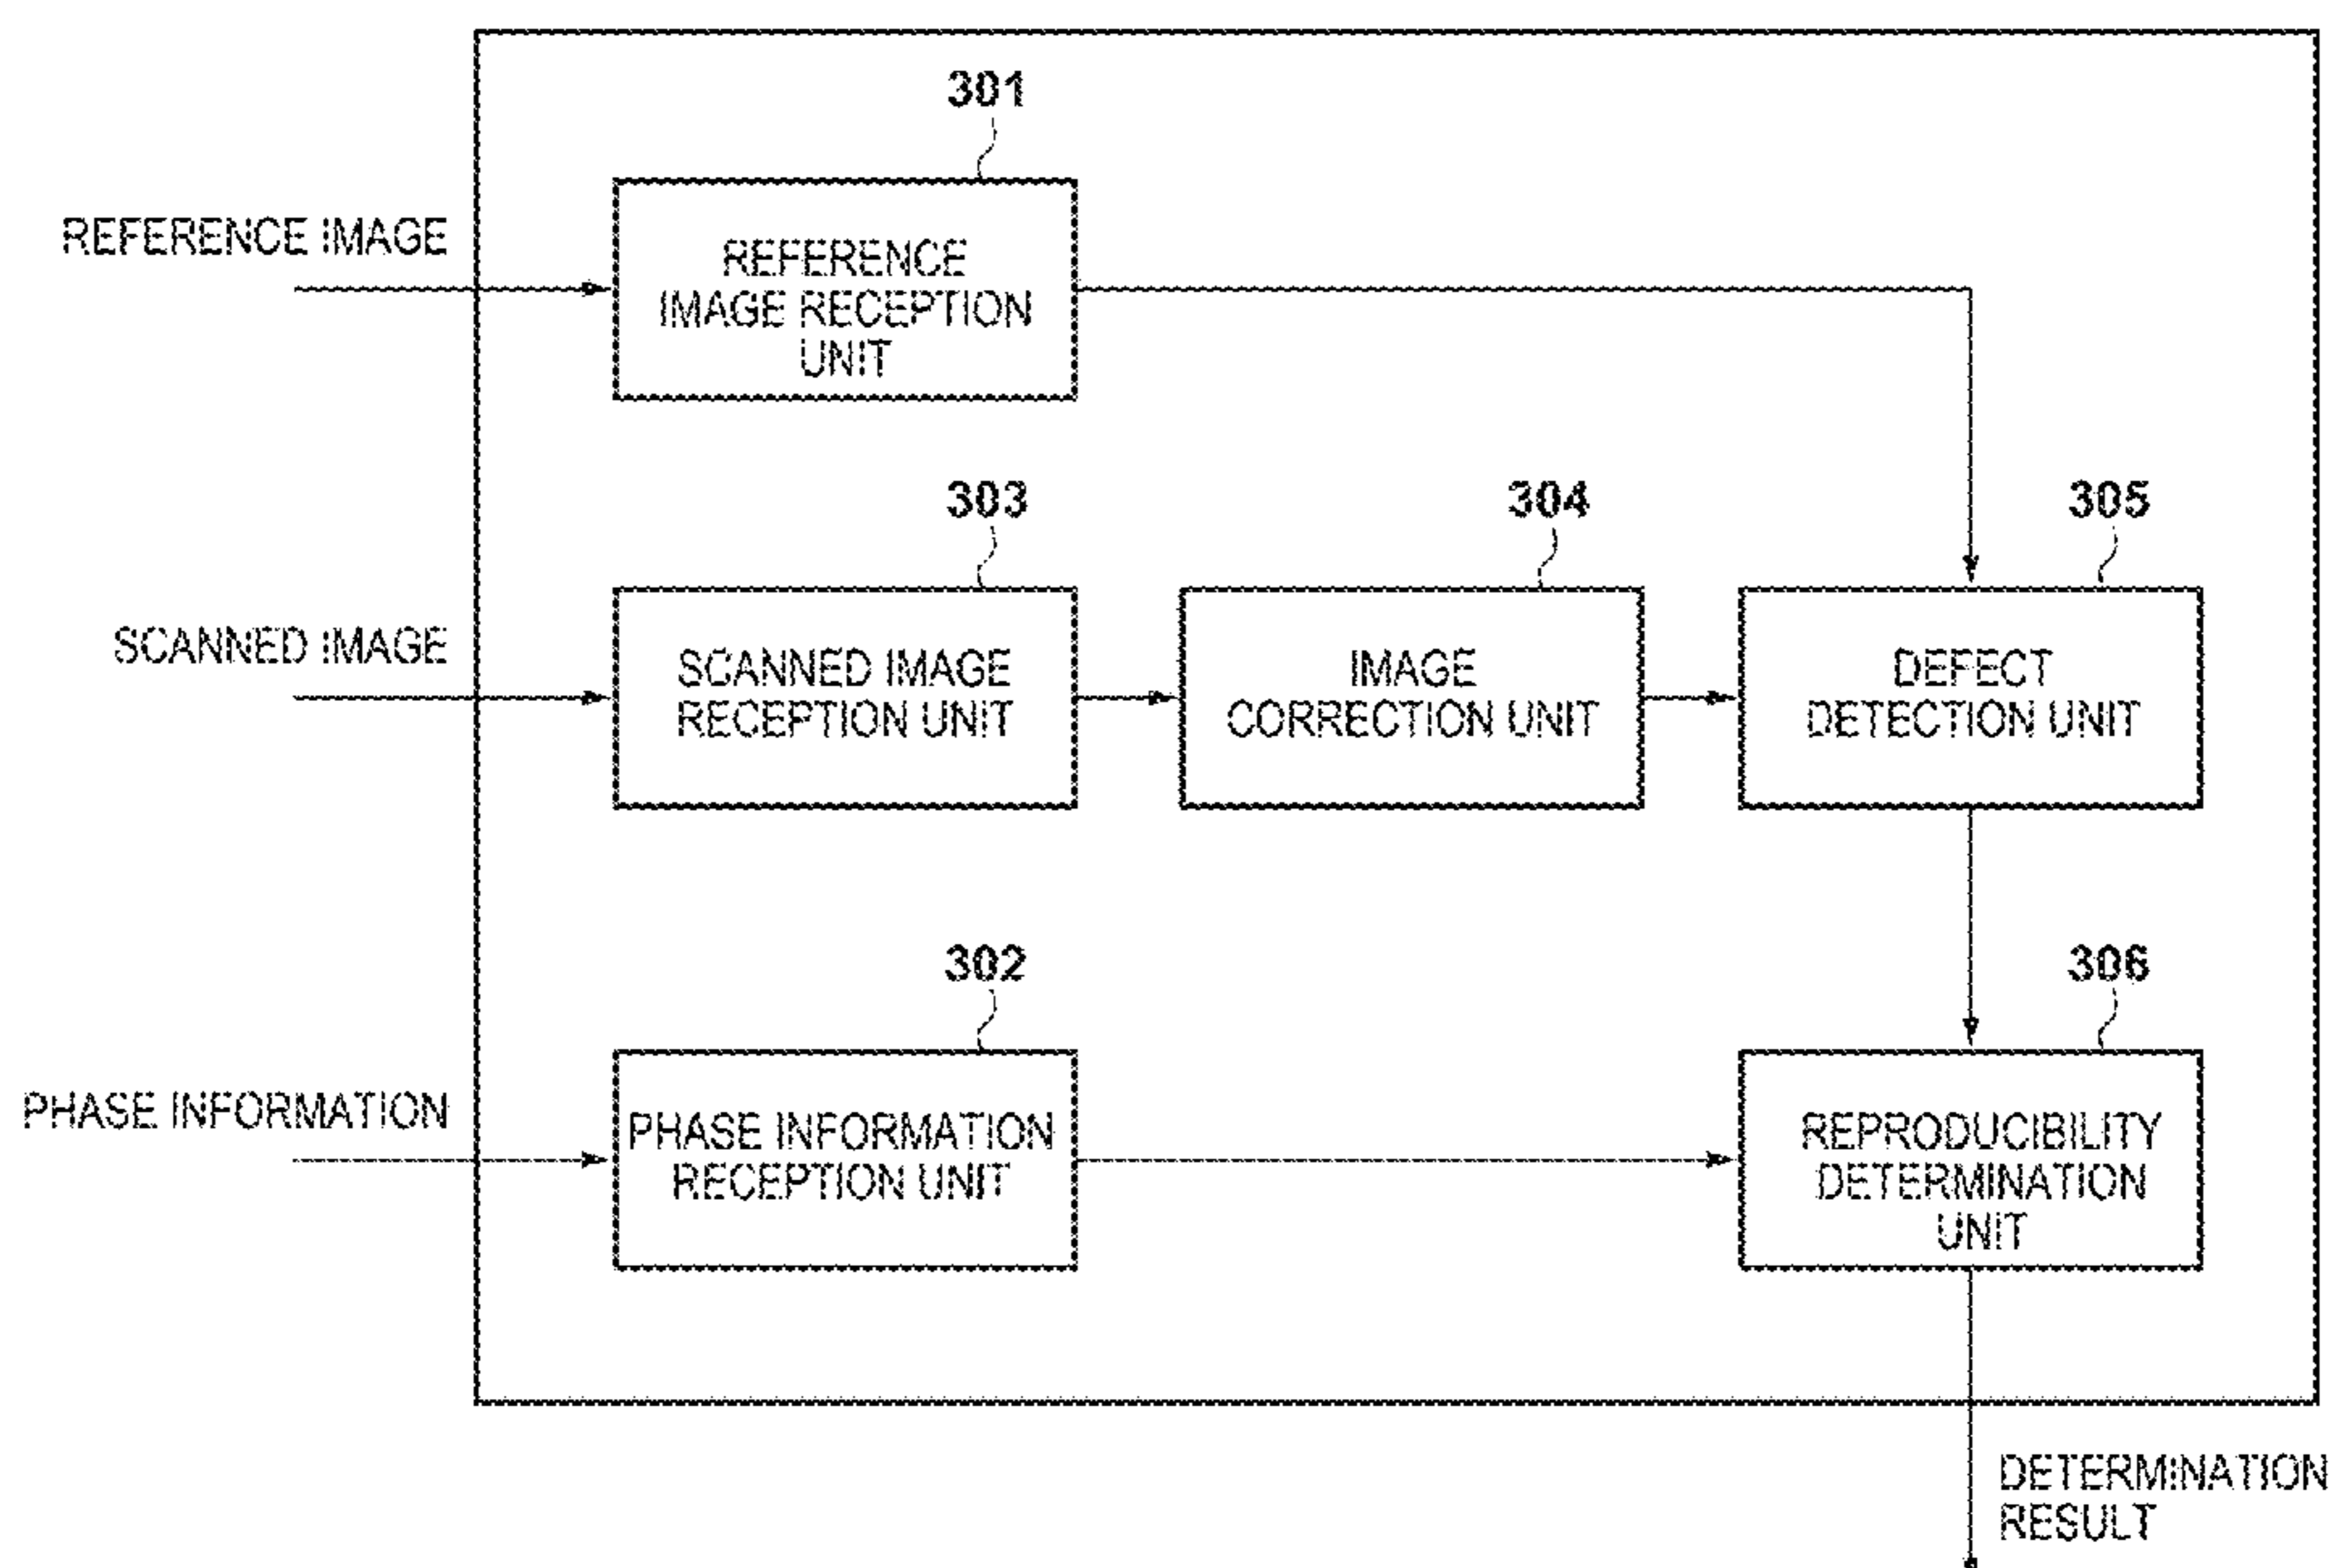 301
REFERENCE IMAGE
REFERENCE
IMAGE RECEPTION
UNIT
303
304
305
SCANNED IMAGE
SCANNED IMAGE
RECEPTION UNIT
IMAGE
CORRECTION UNIT
DEFECT
DETECTION UNIT
302
306
PHASE INFORMATION
PHASE INFORMATION
RECEPTION UNIT
REPRODUCIBILITY
DETERMINATION
UNIT
DETERMINATION
RESULT